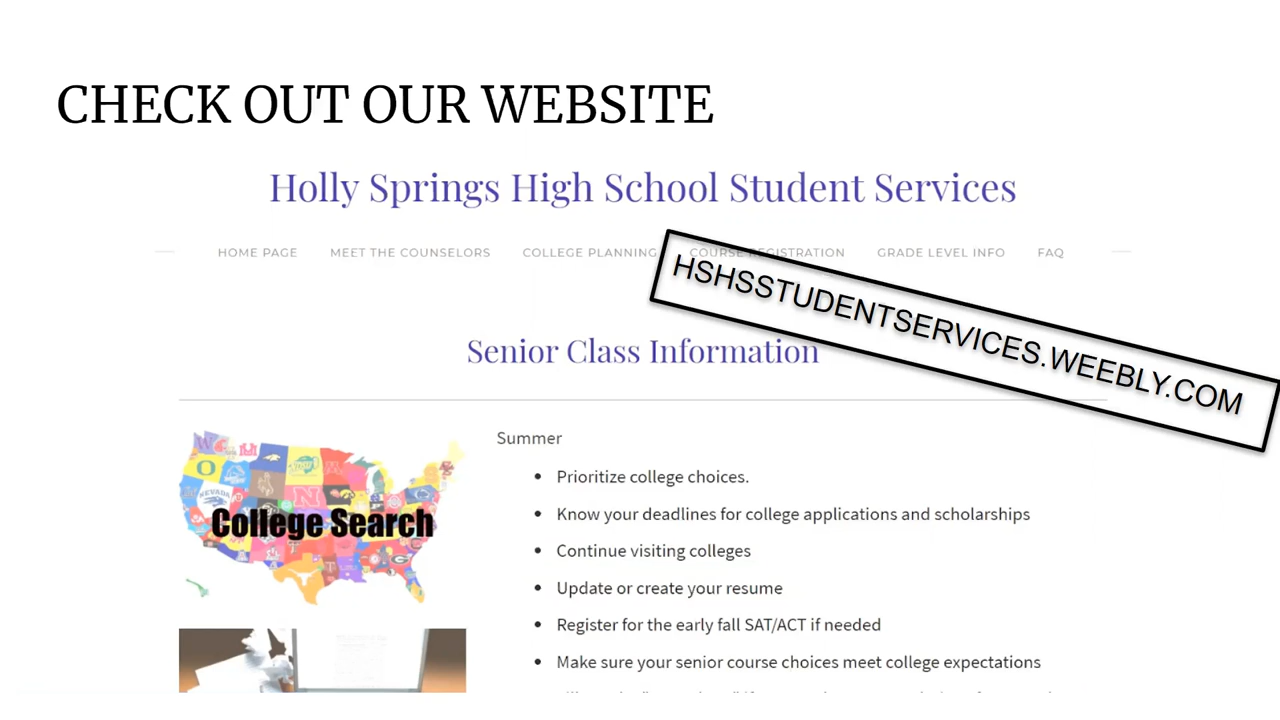 CHECK OUT OUR WEBSITE
Holly Springs High School Student Services
HOME PAGE MEET THE COUNSELORS COLLEGE PLANNING COURSE REGISTRATION GRADE LEVEL INFO FAQ
HSHSSTUDENTSERVICES.WEEBLY.COM
Senior Class Information
College Search
NEVADA
Summer
• Prioritize college choices.
• Know your deadlines for college applications and scholarships
• Continue visiting colleges
• Update or create your resume
• Register for the early fall SAT/ACT if needed
• Make sure your senior course choices meet college expectations